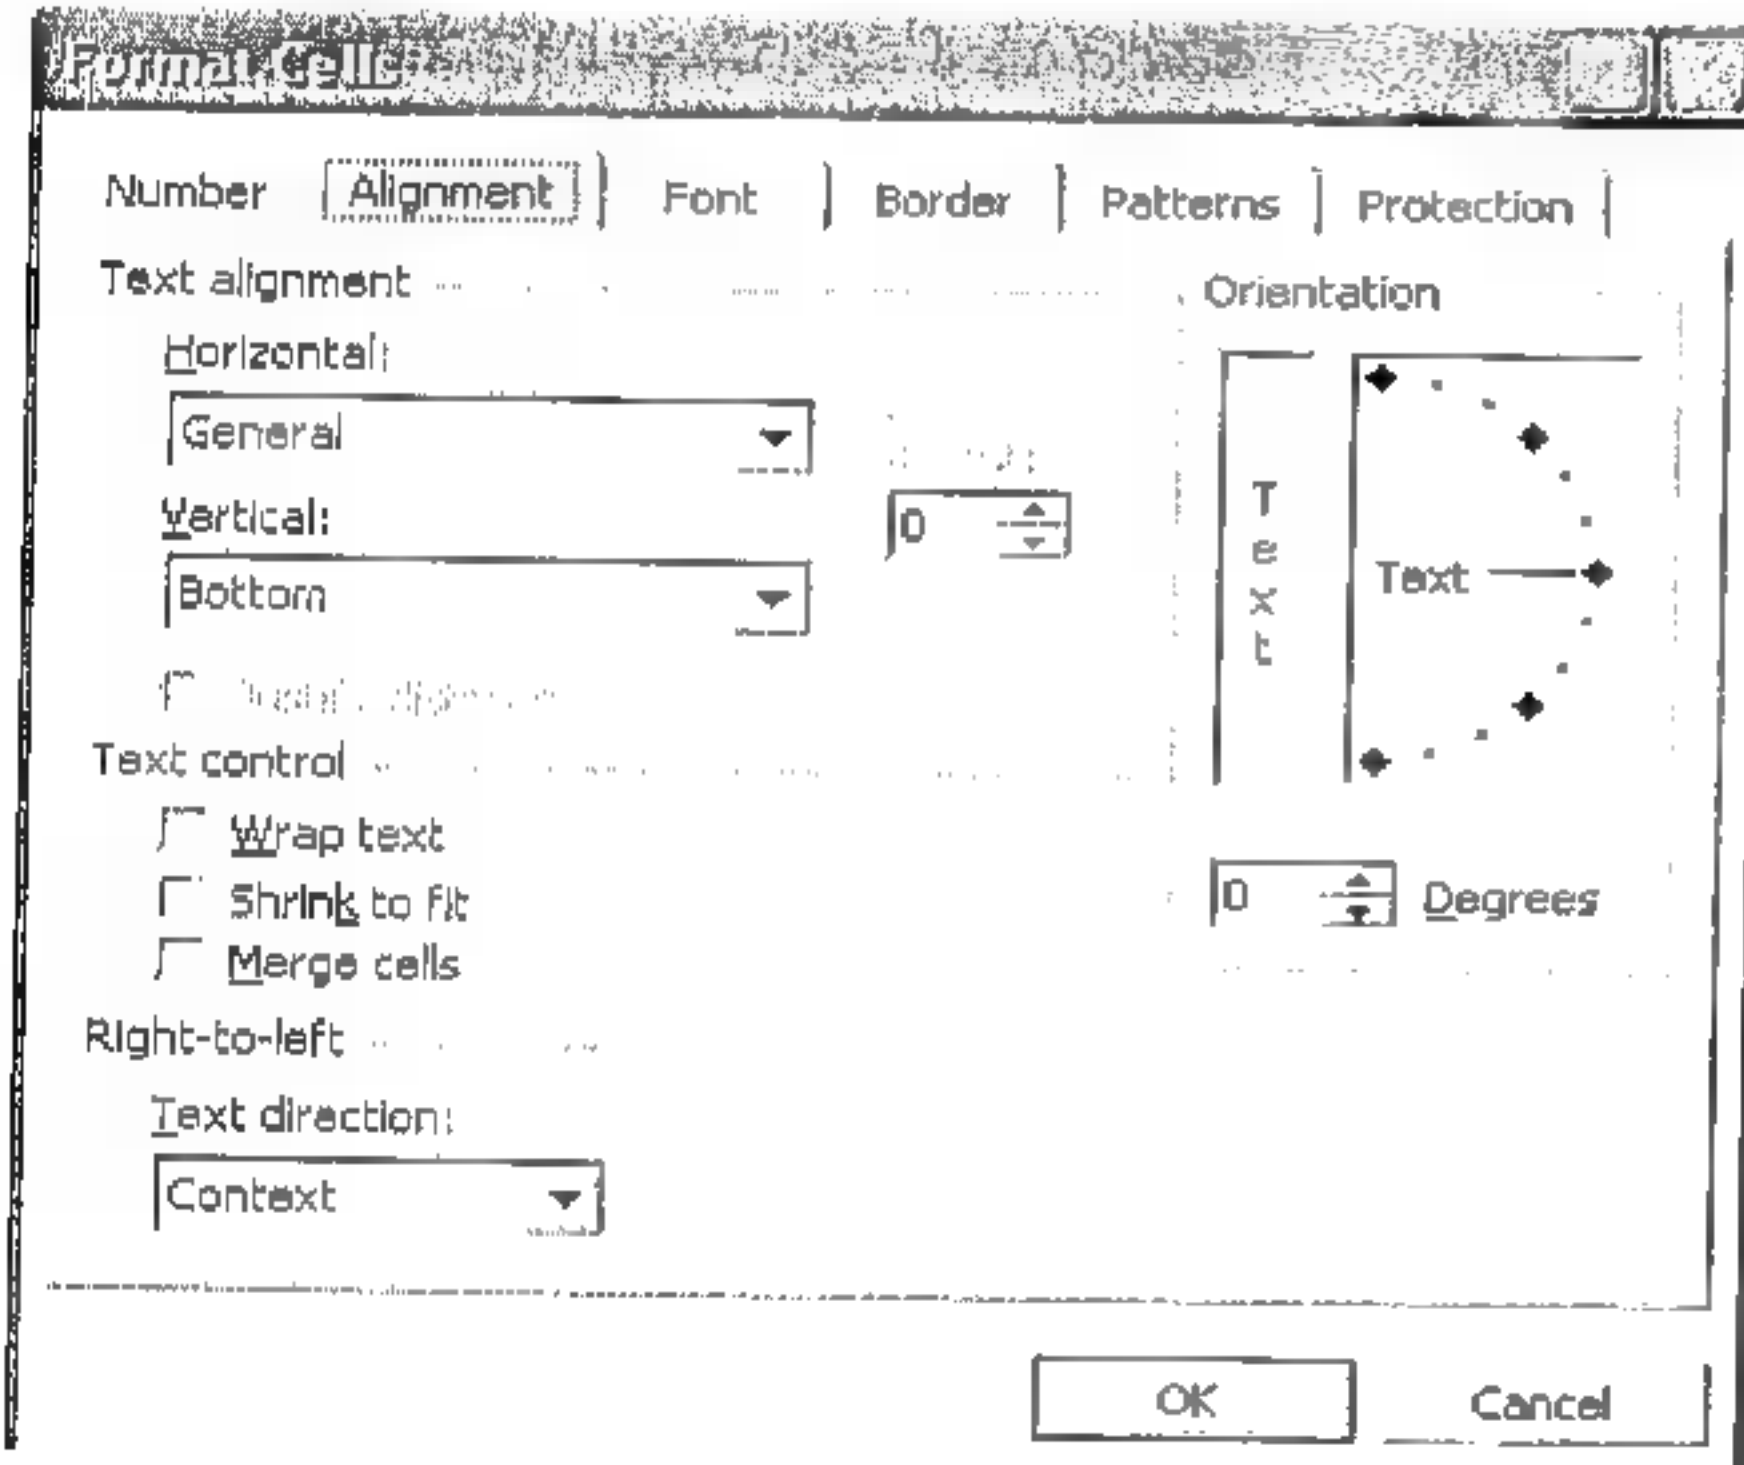 Format Cells
Number Alignment Font Border Patterns Protection
Text alignment
Orientation
Horizontal:
General
Vertical:
0
Bottom
Text
Text
Text control
Wrap text
Shrink to fit
0 Degrees
Merge cells
Right-to-left
Text direction:
Context
OK Cancel